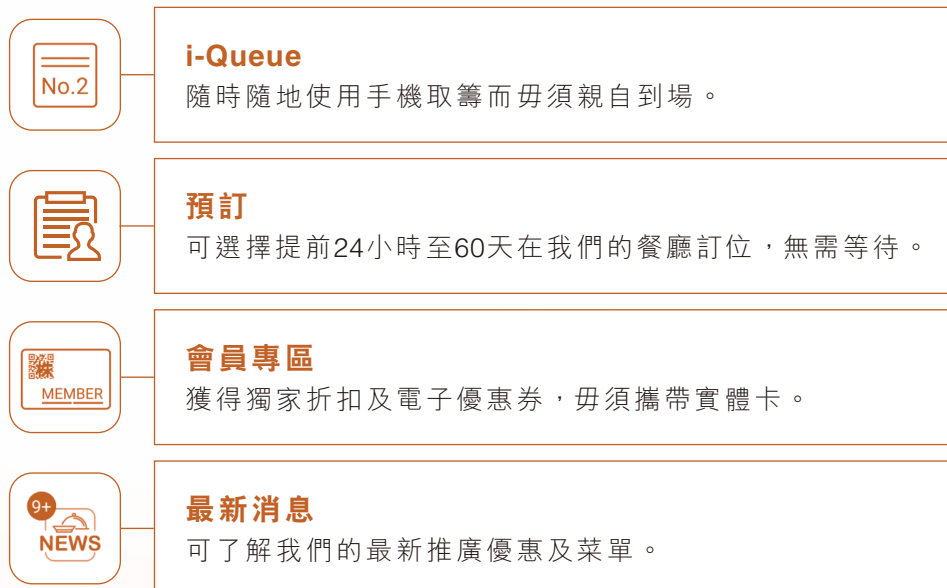 No.2
i-Queue
隨時隨地使用手機取籌而毋須親自到場。
預訂
可選擇提前24小時至60天在我們的餐廳訂位，無需等待。
MEMBER
會員專區
獲得獨家折扣及電子優惠券，毋須攜帶實體卡。
9+
NEWS
最新消息
可了解我們的最新推廣優惠及菜單。